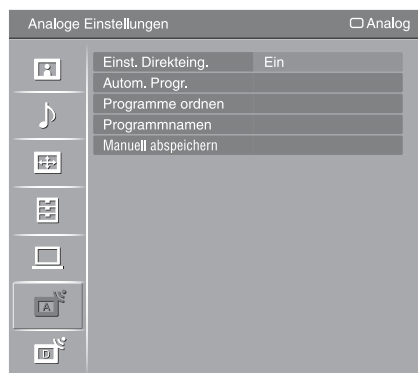 Analoge Einstellungen Analog
Einst. Direkteing. Ein
Autom. Progr.
Programme ordnen
Programmnamen
Manuell abspeichern
A
D